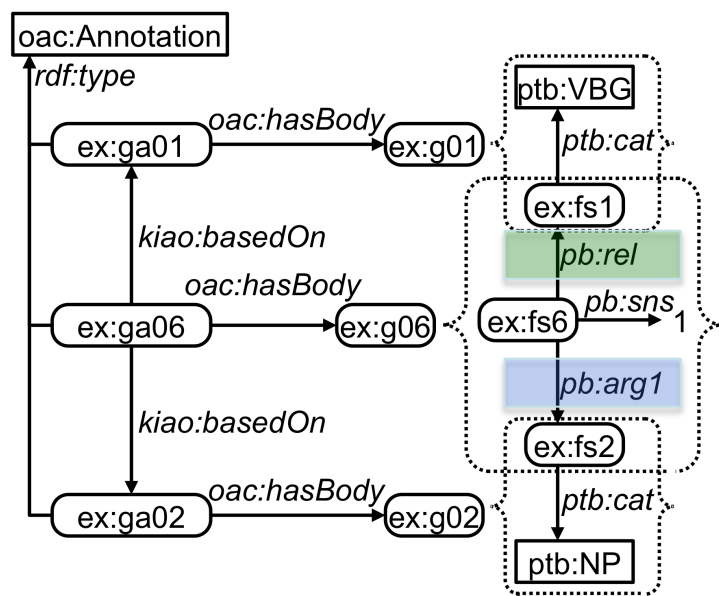 oac:Annotation
rdf:type
ptb:VBG
oac:hasBody
ptb:cat
ex:ga01
ex:g01
ex:fs1
kiao:basedOn
pb:rel
oac:hasBody
pb:sns
ex:ga06
ex:g06
ex:fs6
1
pb:arg1
kiao:basedOn
ex:fs2
oac:hasBody
ptb:cat
ex:ga02
ex:g02
ptb:NP